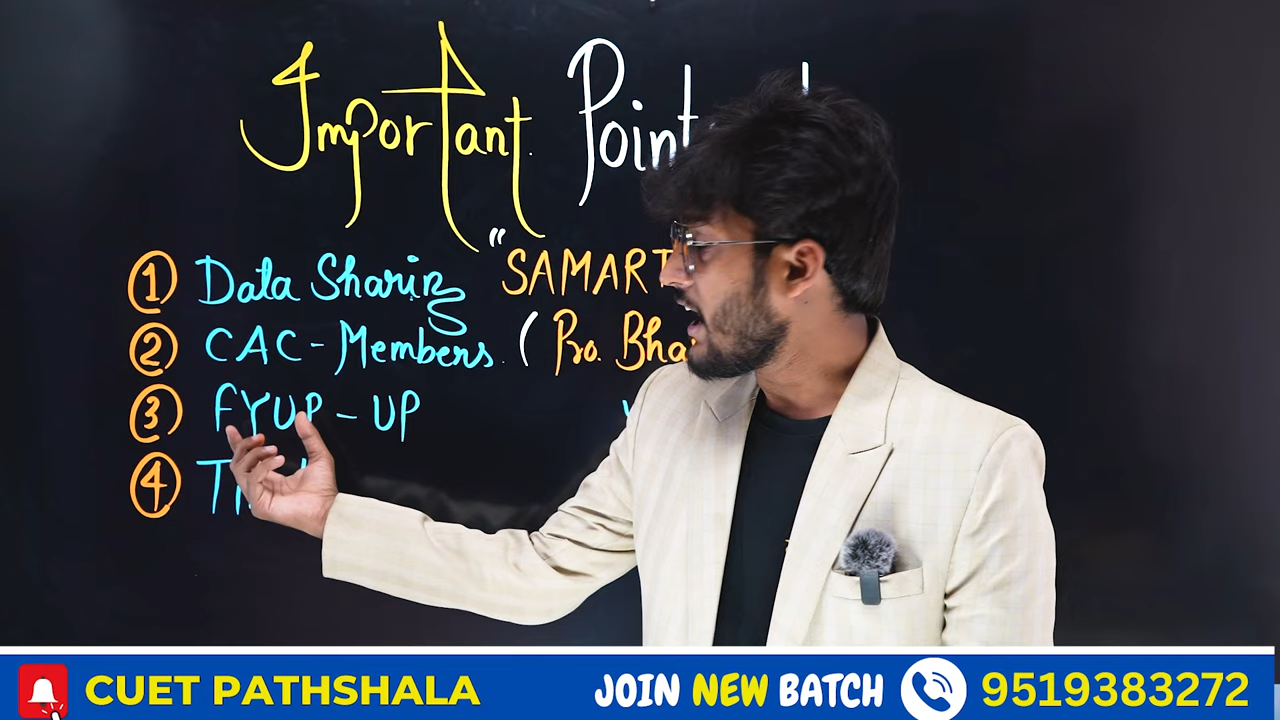 Important Point
① Data Sharing "SAMART
② CAC - Members (Pro. Bha
③ FYUP - UP
④
CUET PATHSHALA JOIN NEW BATCH 9519383272